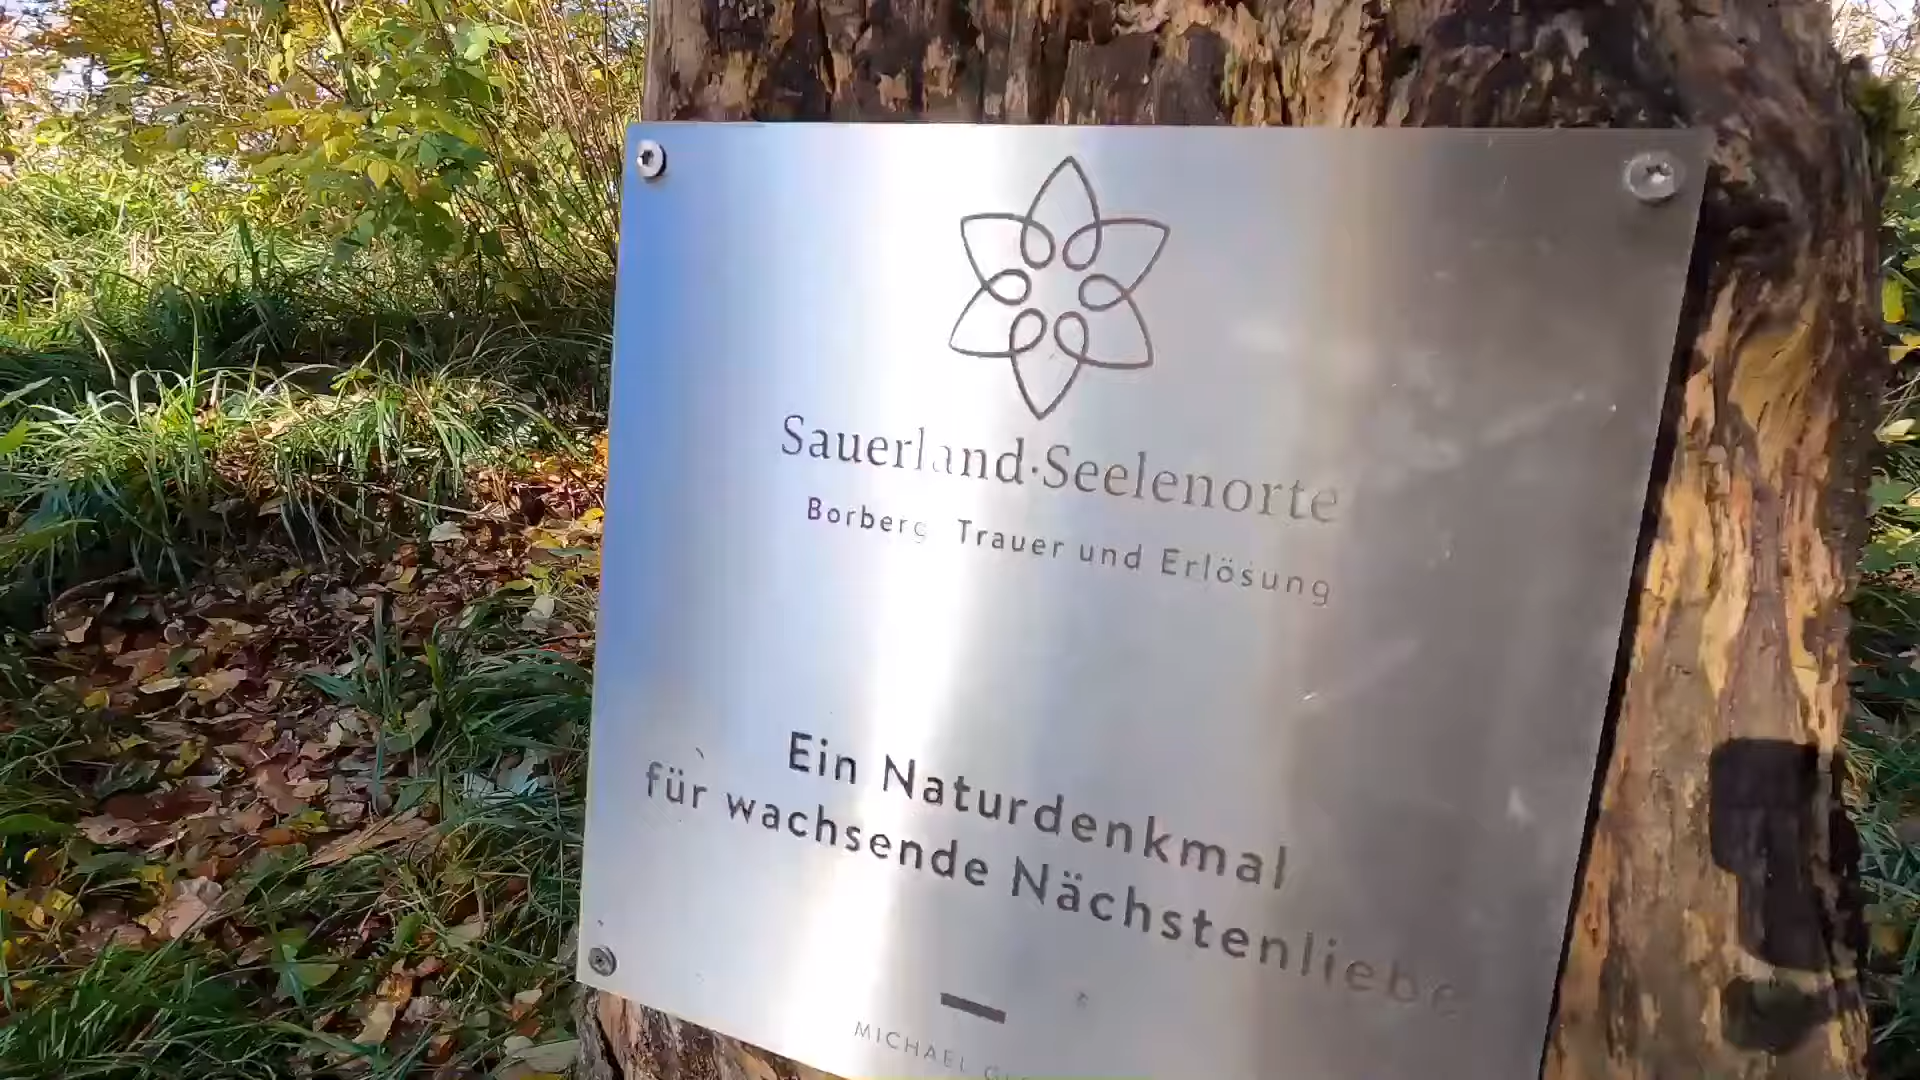 Sauerland·Seelenorte
Borberg Trauer und Erlösung
Ein Naturdenkmal
für wachsende Nächstenliebe
MICHAEL